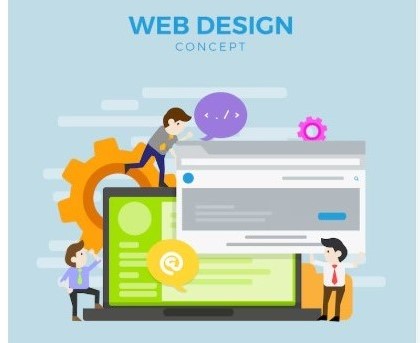 WEB DESIGN
CONCEPT
< . / >
@